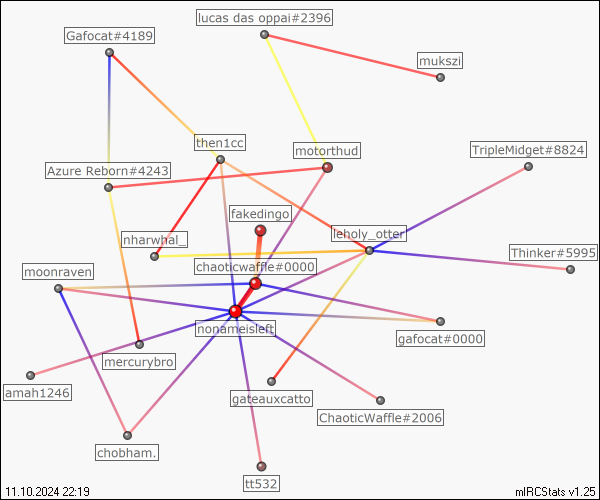 lucas das oppai#2396
Gafocat#4189
mukszi
then1cc
motorthud
TripleMidget#8824
Azure Reborn#4243
fakedingo
leholy_otter
nharwhal_
Thinker#5995
moonraven
chaoticwaffle#0000
nonameisleft
gafocat#0000
mercurybro
amah1246
gateauxcatto
ChaoticWaffle#2006
chobham.
tt532
11.10.2024 22:19
mIRCStats v1.25